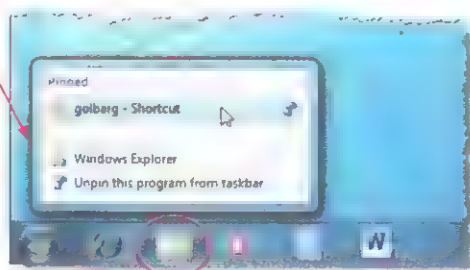 Pinned
golbarg - Shortcut
Windows Explorer
Unpin this program from taskbar